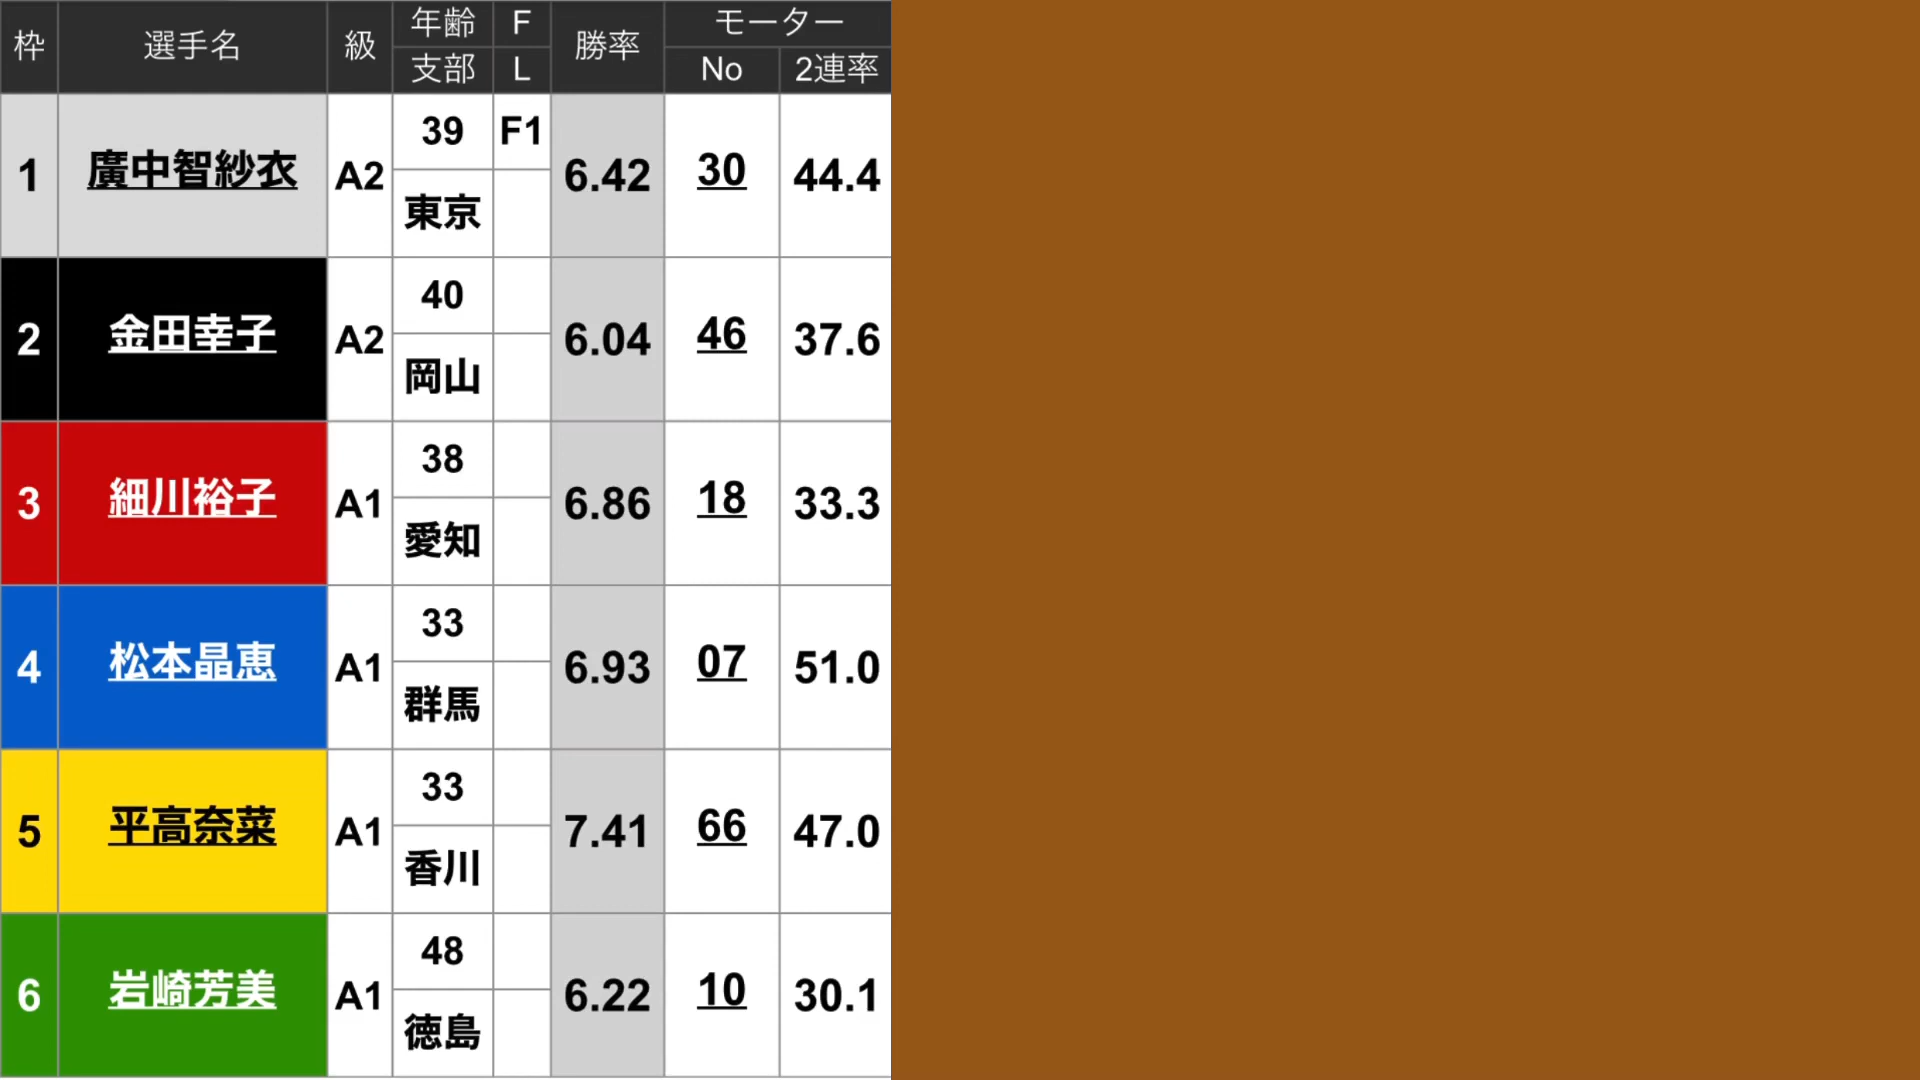 枠 選手名 級 年齢 F 勝率 モーター
支部 L No 2連率
1 廣中智紗衣 A2 39 F1 6.42 30 44.4
東京
2 金田幸子 A2 40 6.04 46 37.6
岡山
3 細川裕子 A1 38 6.86 18 33.3
愛知
4 松本晶恵 A1 33 6.93 07 51.0
群馬
5 平高奈菜 A1 33 7.41 66 47.0
香川
6 岩崎芳美 A1 48 6.22 10 30.1
徳島